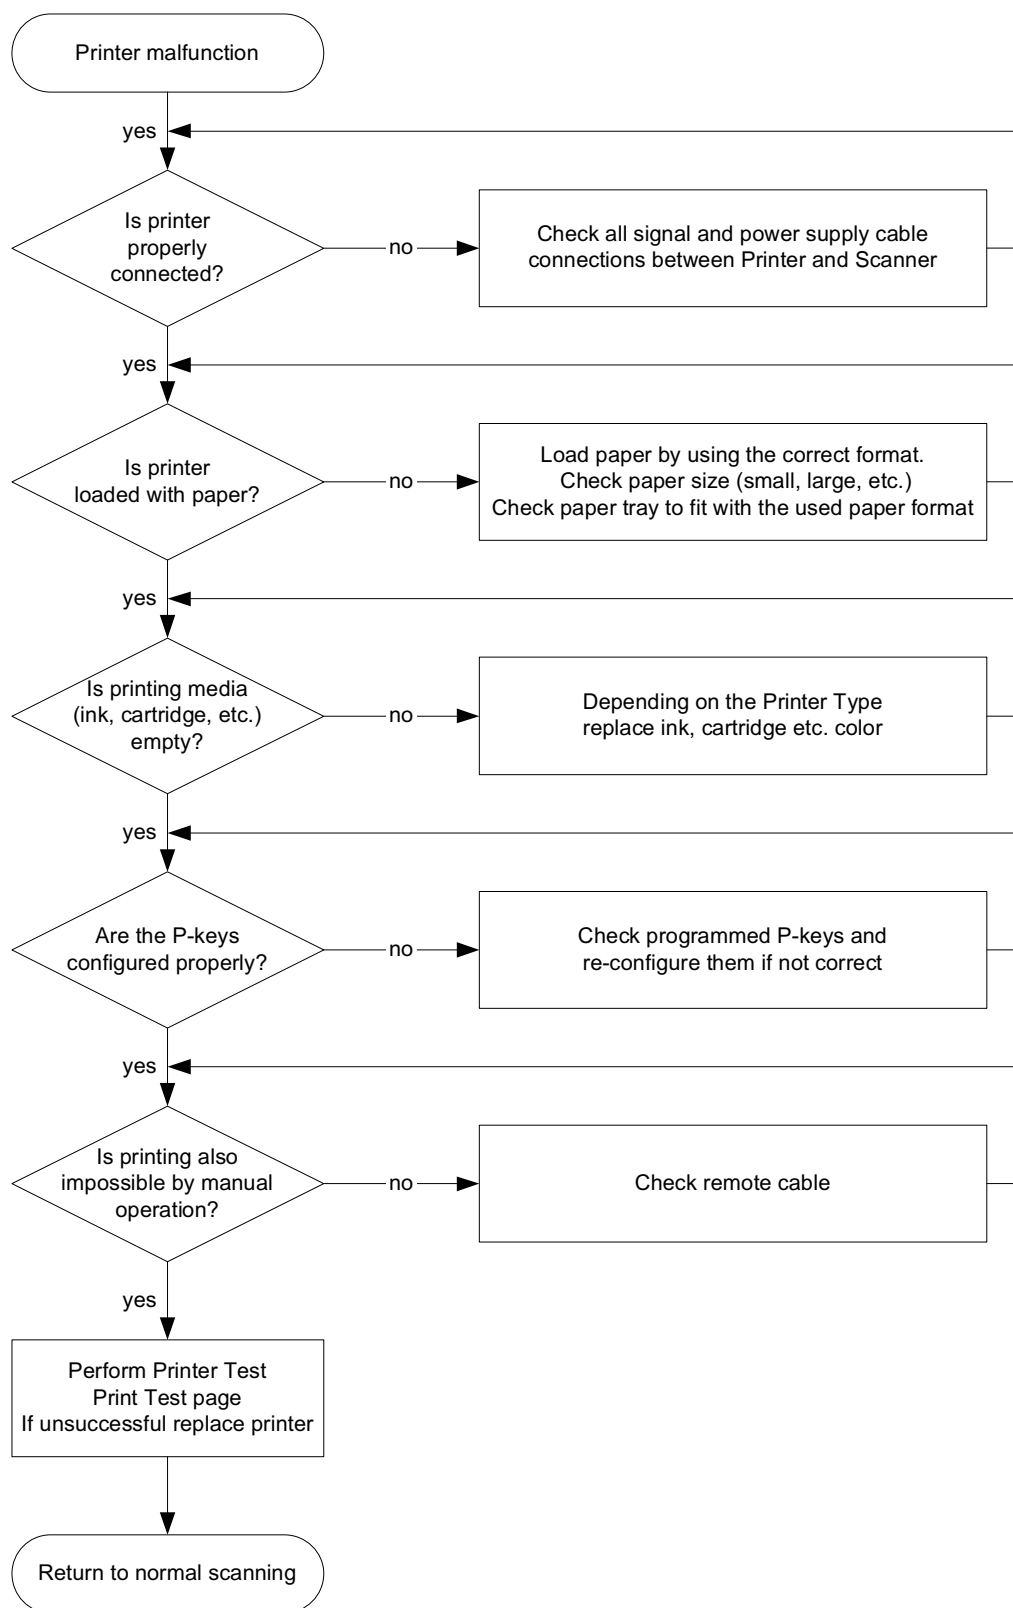 Printer malfunction
yes
Is printer
properly
connected?
no
Check all signal and power supply cable
connections between Printer and Scanner
yes
Is printer
loaded with paper?
no
Load paper by using the correct format.
Check paper size (small, large, etc.)
Check paper tray to fit with the used paper format
yes
Is printing media
(ink, cartridge, etc.)
empty?
no
Depending on the Printer Type
replace ink, cartridge etc. color
yes
Are the P-keys
configured properly?
no
Check programmed P-keys and
re-configure them if not correct
yes
Is printing also
impossible by manual
operation?
no
Check remote cable
yes
Perform Printer Test
Print Test page
If unsuccessful replace printer
Return to normal scanning